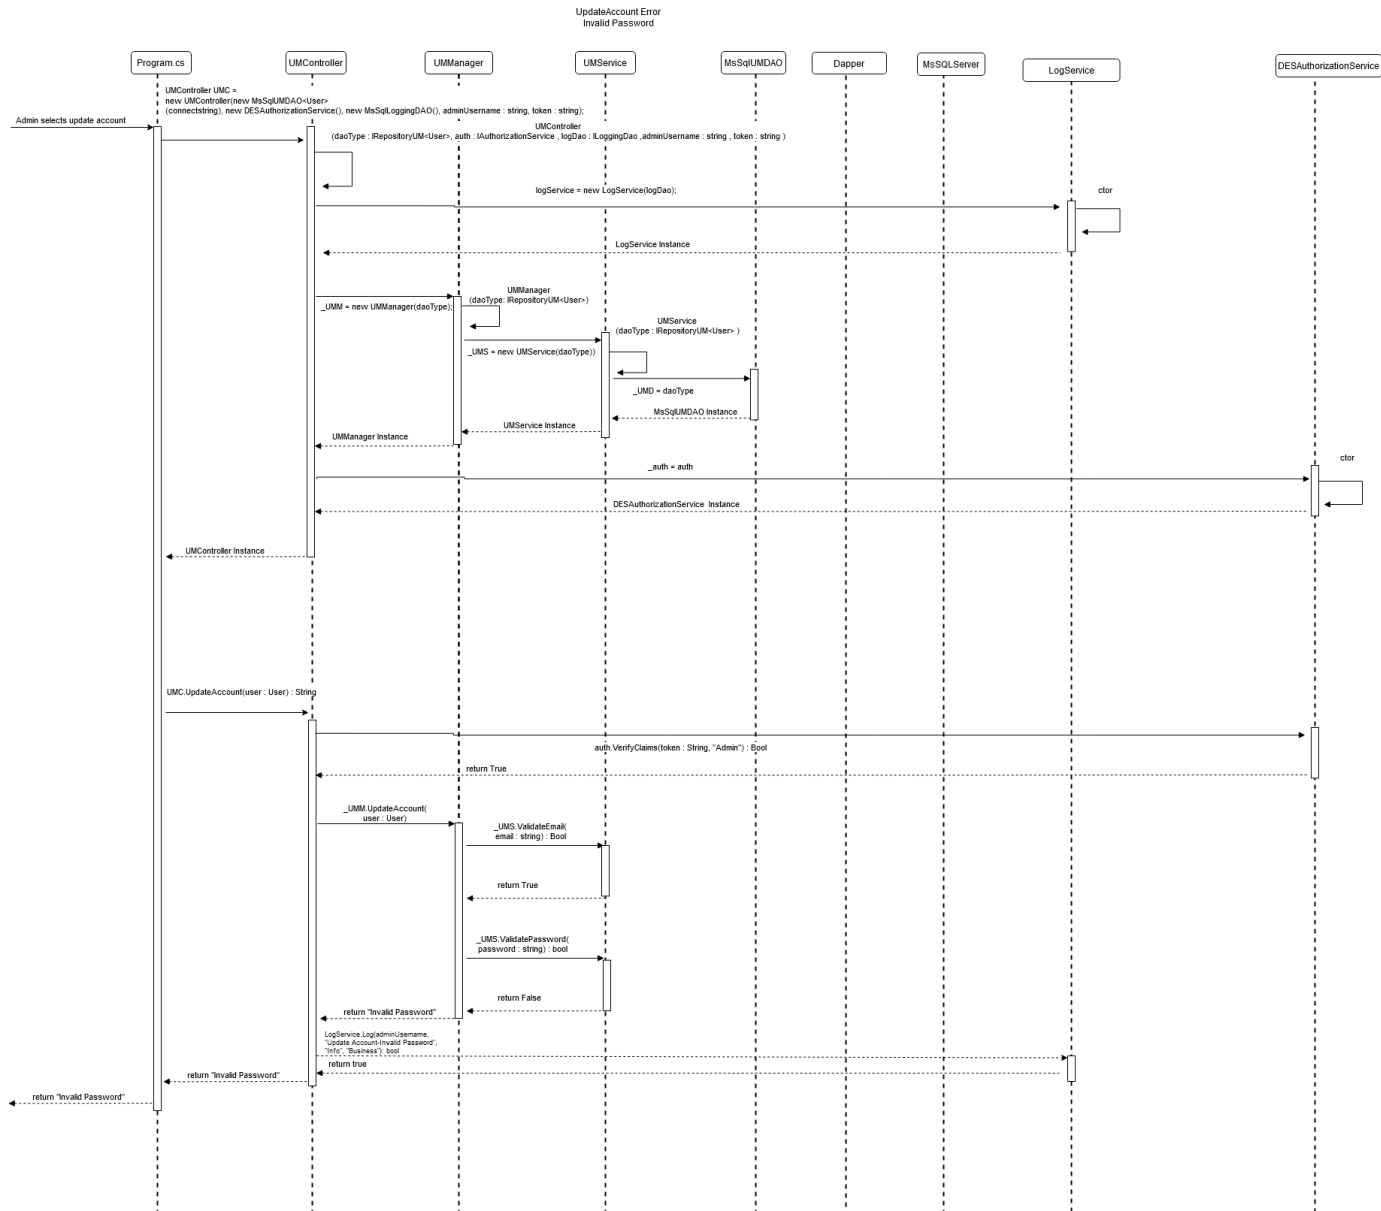 UpdateAccount Error
Invalid Password
Program.cs
UMController
UMManager
UMService
MsSqlUMDAO
Dapper
MsSQLServer
LogService
DESAuthorizationService
UMController UMC =
new UMController(new MsSqlUMDAO<User>
(connectstring), new DESAuthorizationService(), new MsSqlLoggingDAO(), adminUsername : string, token : string);
Admin selects update account
UMController
(daoType : IRepositoryUM<User>, auth : IAuthorizationService , logDao : ILoggingDao ,adminUsername : string , token : string )
logService = new LogService(logDao);
ctor
LogService Instance
UMManager
(daoType: IRepositoryUM<User>)
_UMM = new UMManager(daoType);
UMService
(daoType : IRepositoryUM<User> )
_UMS = new UMService(daoType))
_UMD = daoType
MsSqlUMDAO Instance
UMService Instance
UMManager Instance
ctor
_auth = auth
DESAuthorizationService  Instance
UMController Instance
UMC.UpdateAccount(user : User) : String
auth.VerifyClaims(token : String, "Admin") : Bool
return True
_UMM.UpdateAccount(
user : User)
_UMS.ValidateEmail(
email : string) : Bool
return True
_UMS.ValidatePassword(
password : string) : bool
return False
return "Invalid Password"
LogService.Log(adminUsername,
"Update Account-Invalid Password",
"Info", "Business"): bool
return true
return "Invalid Password"
return "Invalid Password"